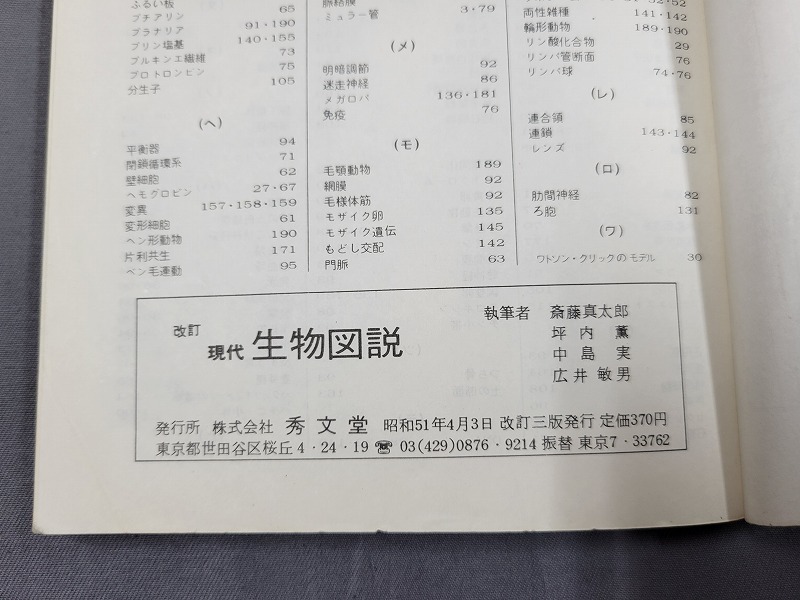 ふるい板 65
プチアリン 91・190
プラナリア 140・155
プリン塩基 73
プルキンエ繊維 75
プロトロンビン 105
分生子
(ヘ)
平衡器 94
閉鎖循環系 71
壁細胞 62
ヘモグロビン 27・67
変異 157・158・159
変形細胞 61
ヘン形動物 190
片利共生 171
ベン毛運動 95
脈絡膜
ミュラー管 3・79
(メ)
明暗調節 92
迷走神経 86
メガロパ 136・181
免疫 76
(モ)
毛顎動物 189
網膜 92
毛様体筋 92
モザイク卵 135
モザイク遺伝 145
もどし交配 142
門脈 63
両性雑種 141・142
輪形動物 189・190
リン酸化合物 29
リンパ管断面 76
リンパ球 74・76
(レ)
連合領 85
連鎖 143・144
レンズ 92
(ロ)
肋間神経 82
ろ胞 131
(ワ)
ワトソン・クリックのモデル 30
改訂
現代 生物図説
執筆者 斎藤真太郎
坪内 薫
中島 実
広井敏男
発行所 株式会社 秀文堂 昭和51年4月3日 改訂三版発行 定価370円
東京都世田谷区桜丘4・24・19 ☎ 03(429)0876・9214 振替 東京7・33762